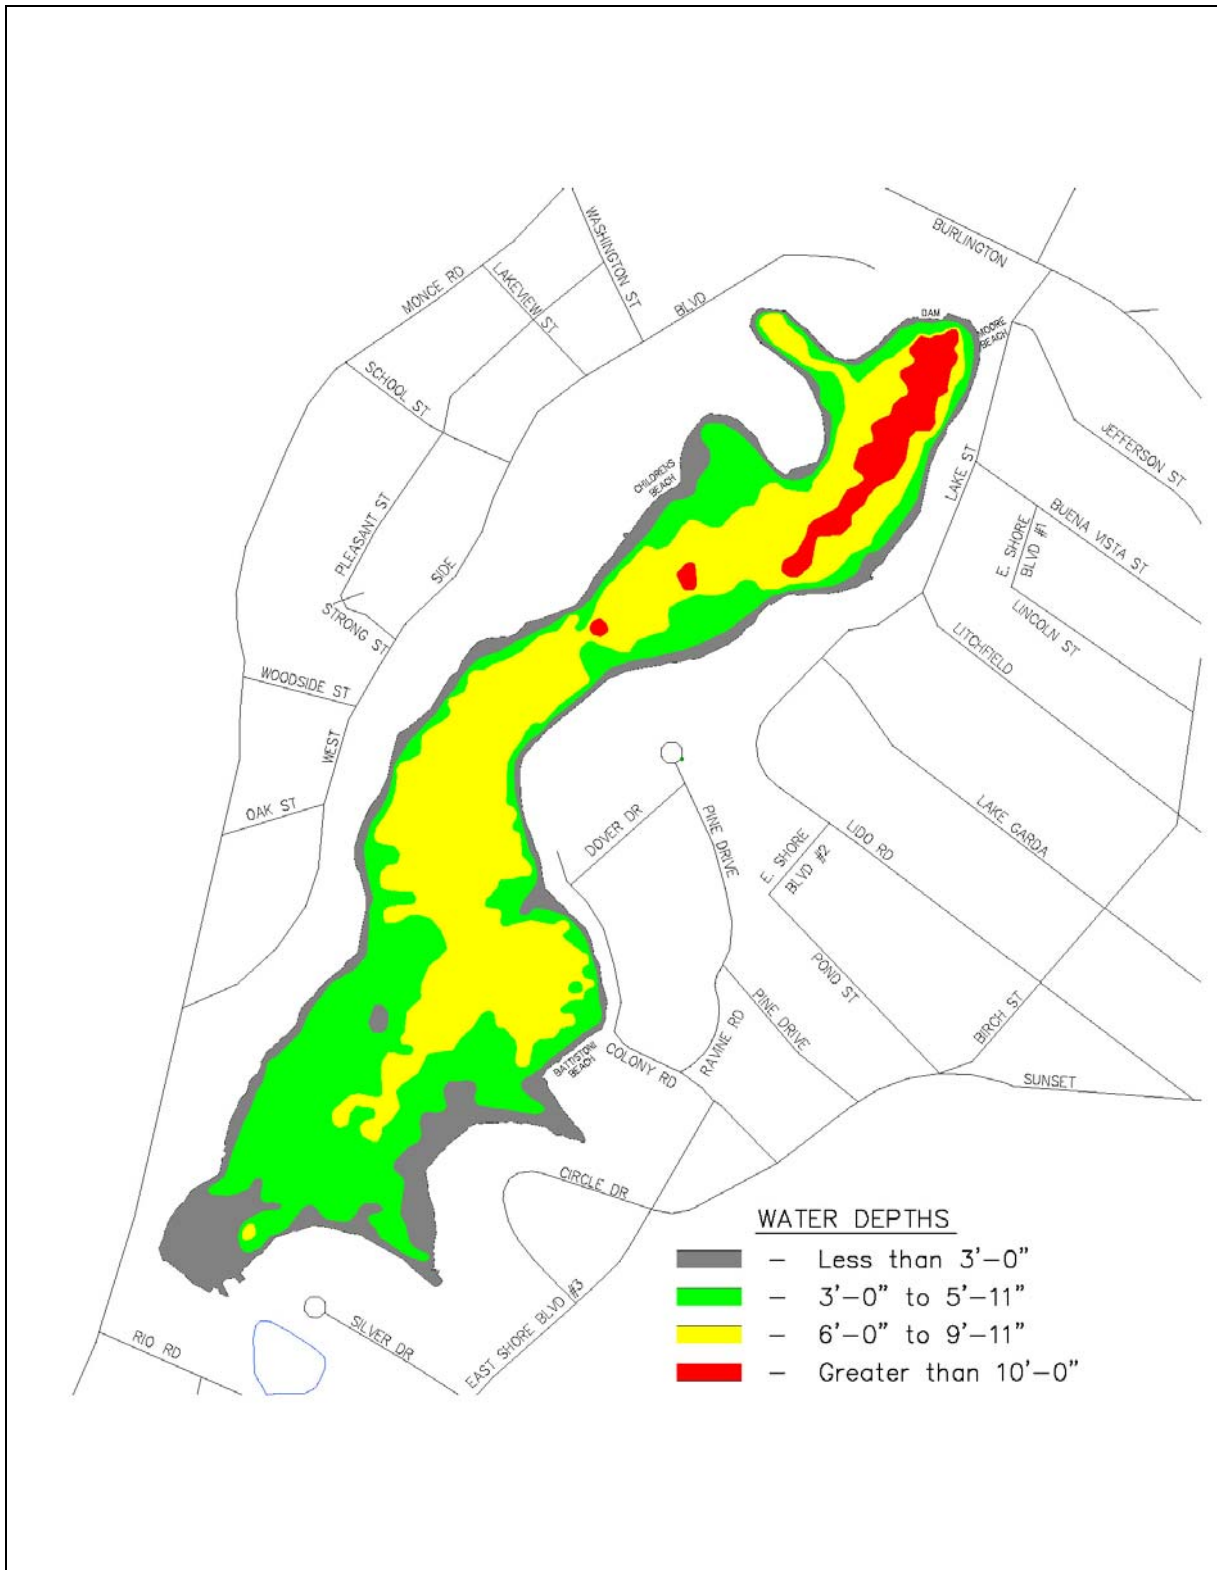 BURLINGTON
WASHINGTON ST
MONCE RD
LAKEVIEW ST
BLVD
DAM
MOORE
BEACH
SCHOOL ST
JEFFERSON ST
CHILDRENS
BEACH
LAKE ST
PLEASANT ST
BUENA VISTA ST
E. SHORE
BLVD #1
SIDE
STRONG ST
LINCOLN ST
LITCHFIELD
WOODSIDE ST
WEST
OAK ST
DOVER DR
PINE DRIVE
E. SHORE
BLVD #2
LIDO RD
LAKE GARDA
POND ST
PINE DRIVE
BIRCH ST
RAVINE RD
BATTISTONI
BEACH
COLONY RD
SUNSET
CIRCLE DR
WATER DEPTHS
– Less than 3'-0"
– 3'-0" to 5'-11"
– 6'-0" to 9'-11"
– Greater than 10'-0"
EAST SHORE BLVD #3
SILVER DR
RIO RD